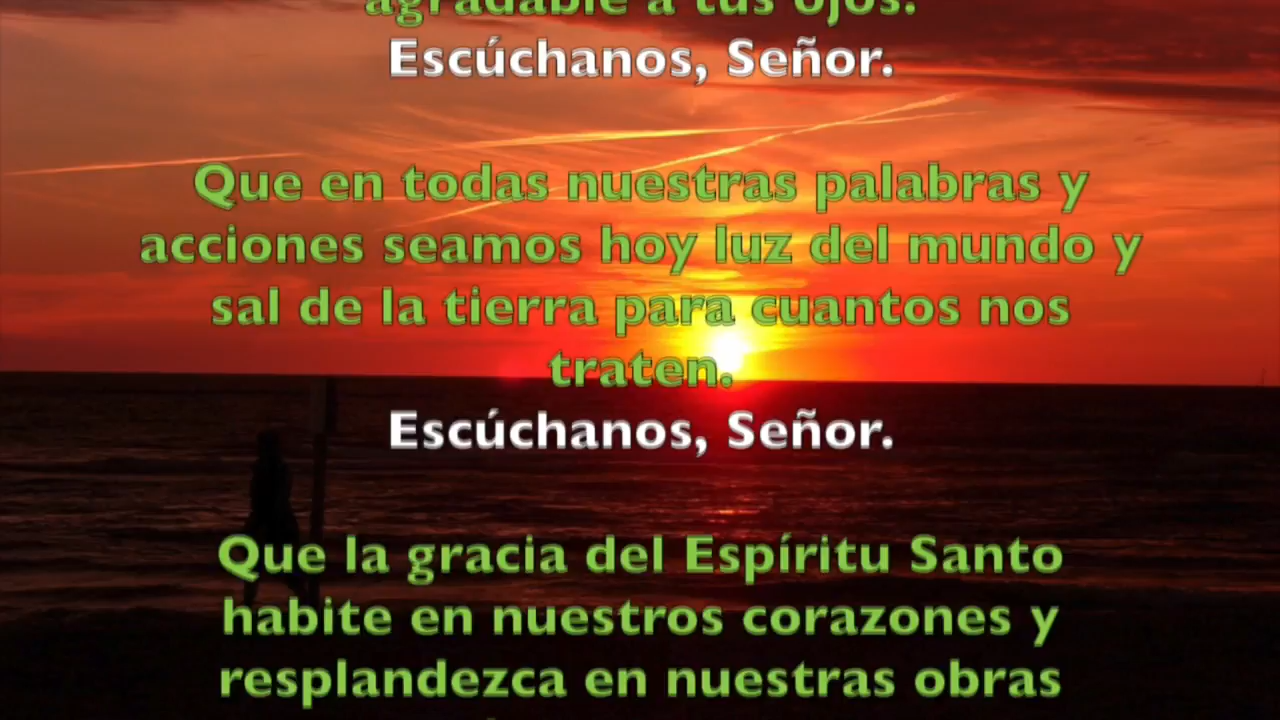 agradable a tus ojos.
Escúchanos, Señor.
Que en todas nuestras palabras y
acciones seamos hoy luz del mundo y
sal de la tierra para cuantos nos
traten.
Escúchanos, Señor.
Que la gracia del Espíritu Santo
habite en nuestros corazones y
resplandezca en nuestras obras